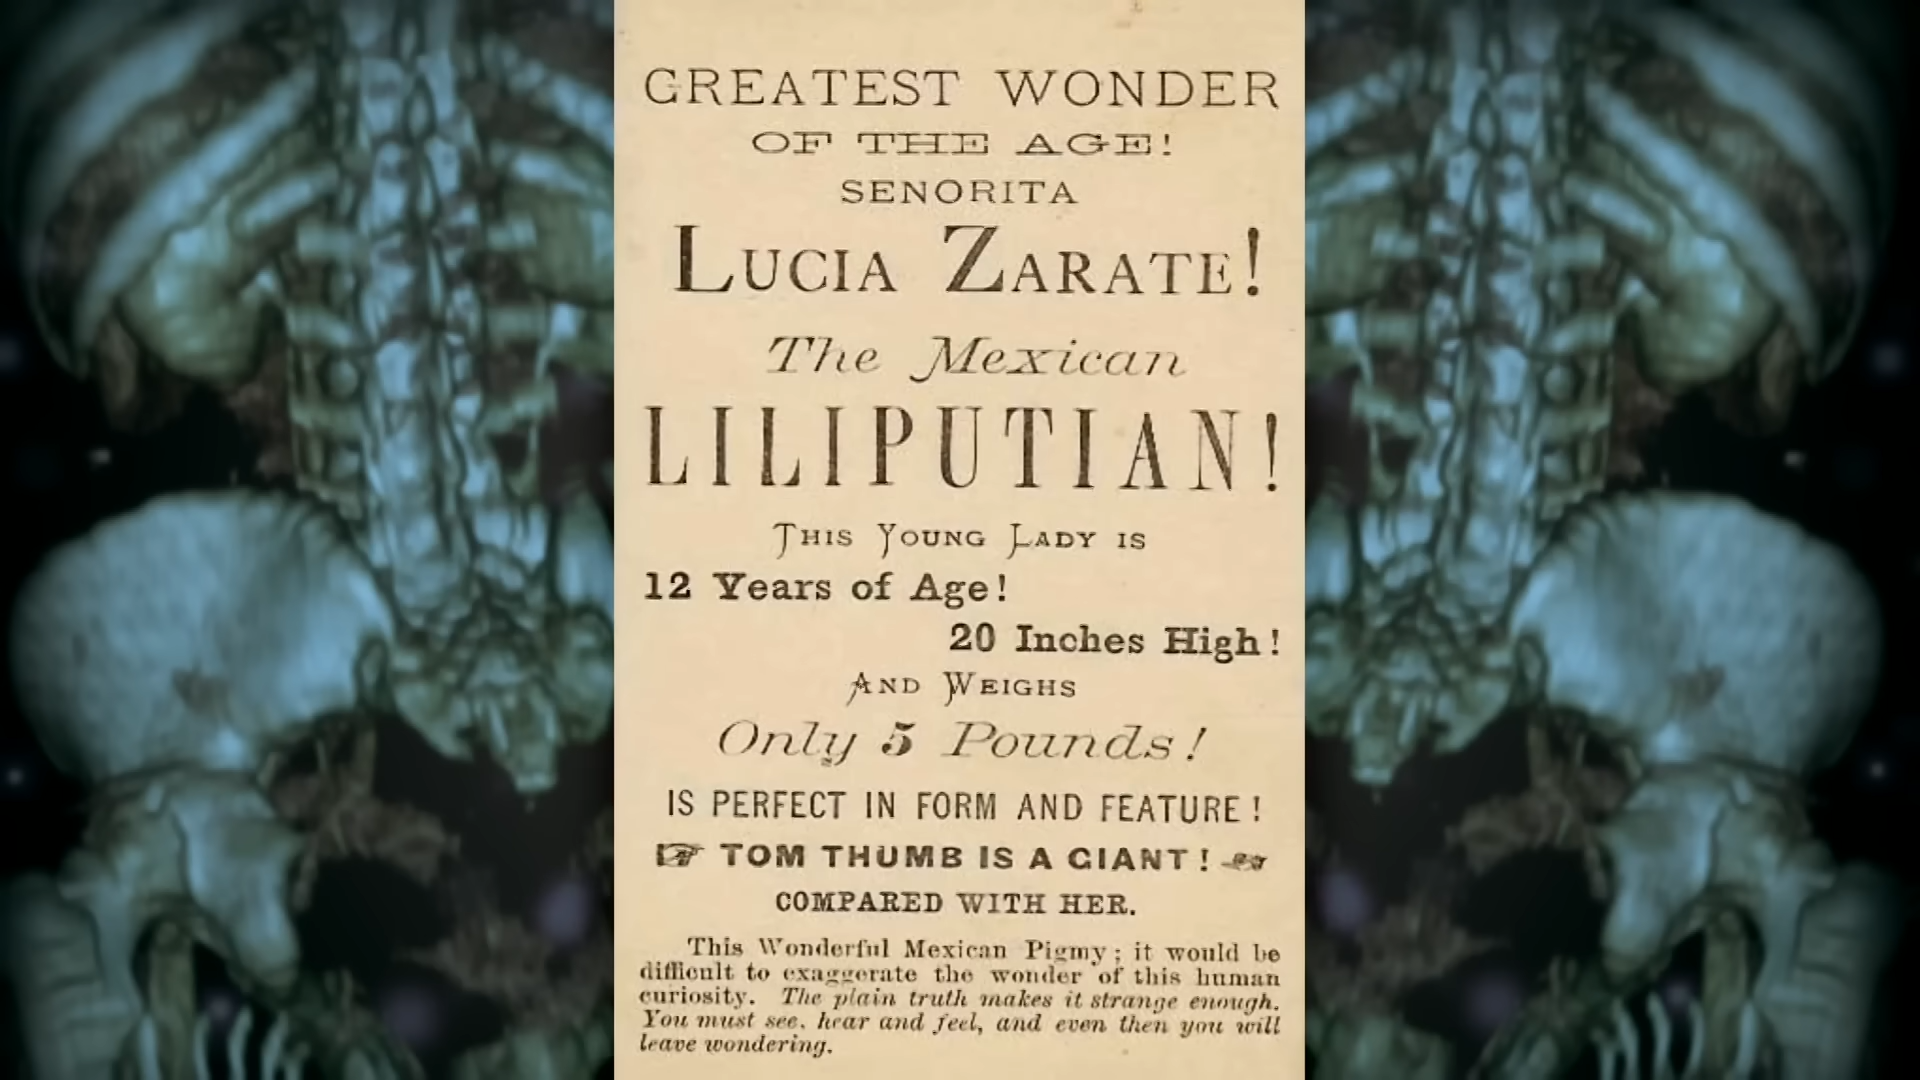 GREATEST WONDER
OF THE AGE!
SENORITA
LUCIA ZARATE!
The Mexican
LILIPUTIAN!
THIS YOUNG LADY IS
12 Years of Age!
20 Inches High!
AND WEIGHS
Only 5 Pounds!
IS PERFECT IN FORM AND FEATURE!
☞ TOM THUMB IS A GIANT! ☜
COMPARED WITH HER.
This Wonderful Mexican Pigmy; it would be
difficult to exaggerate the wonder of this human
curiosity. The plain truth makes it strange enough.
You must see, hear and feel, and even then you will
leave wondering.